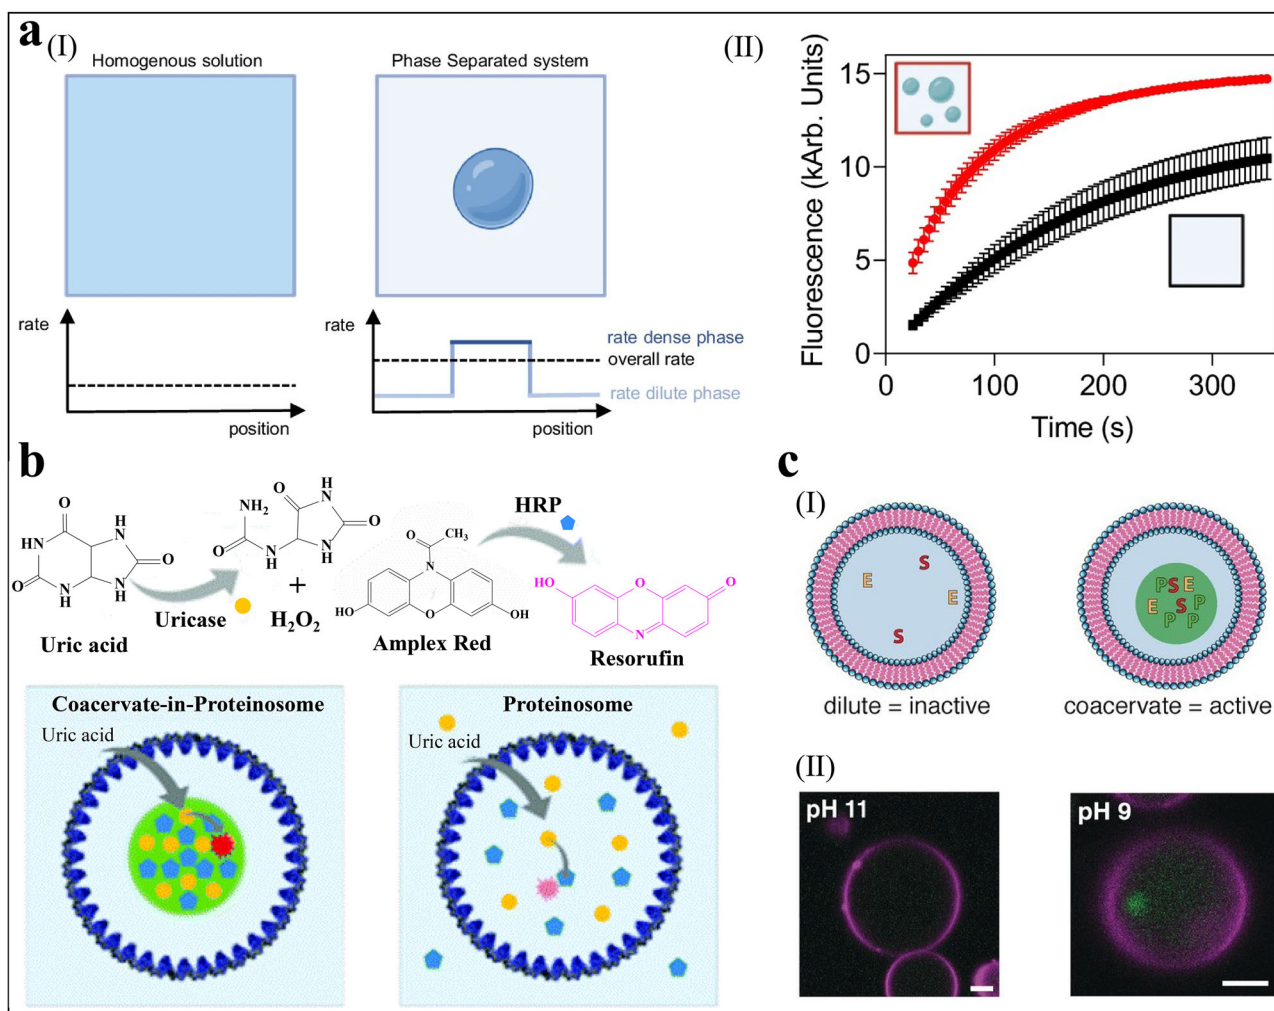 a (I)
Homogenous solution
Phase Separated system
rate
position
rate
rate dense phase
overall rate
rate dilute phase
position
(II)
Fluorescence (kArb. Units)
15
10
5
0
0 100 200 300
Time (s)
b
O
HN
O
N
H
H
N
O
N
H
Uric acid
Uricase
NH2
O
N
H
O
H
N
O
N
H
+
H2O2
O
CH3
N
HO
O
OH
Amplex Red
HRP
HO
O
O
N
Resorufin
Coacervate-in-Proteinosome
Uric acid
Proteinosome
Uric acid
c
(I)
E
S
E
S
dilute = inactive
P S E
E S P
P P
coacervate = active
(II)
pH 11
pH 9